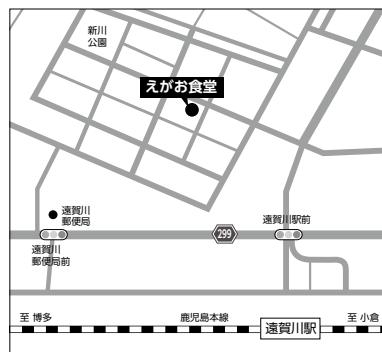 新川
公園
えがお食堂
遠賀川
郵便局
遠賀川駅前
299
遠賀川
郵便局前
至 博多
鹿児島本線
遠賀川駅
至 小倉